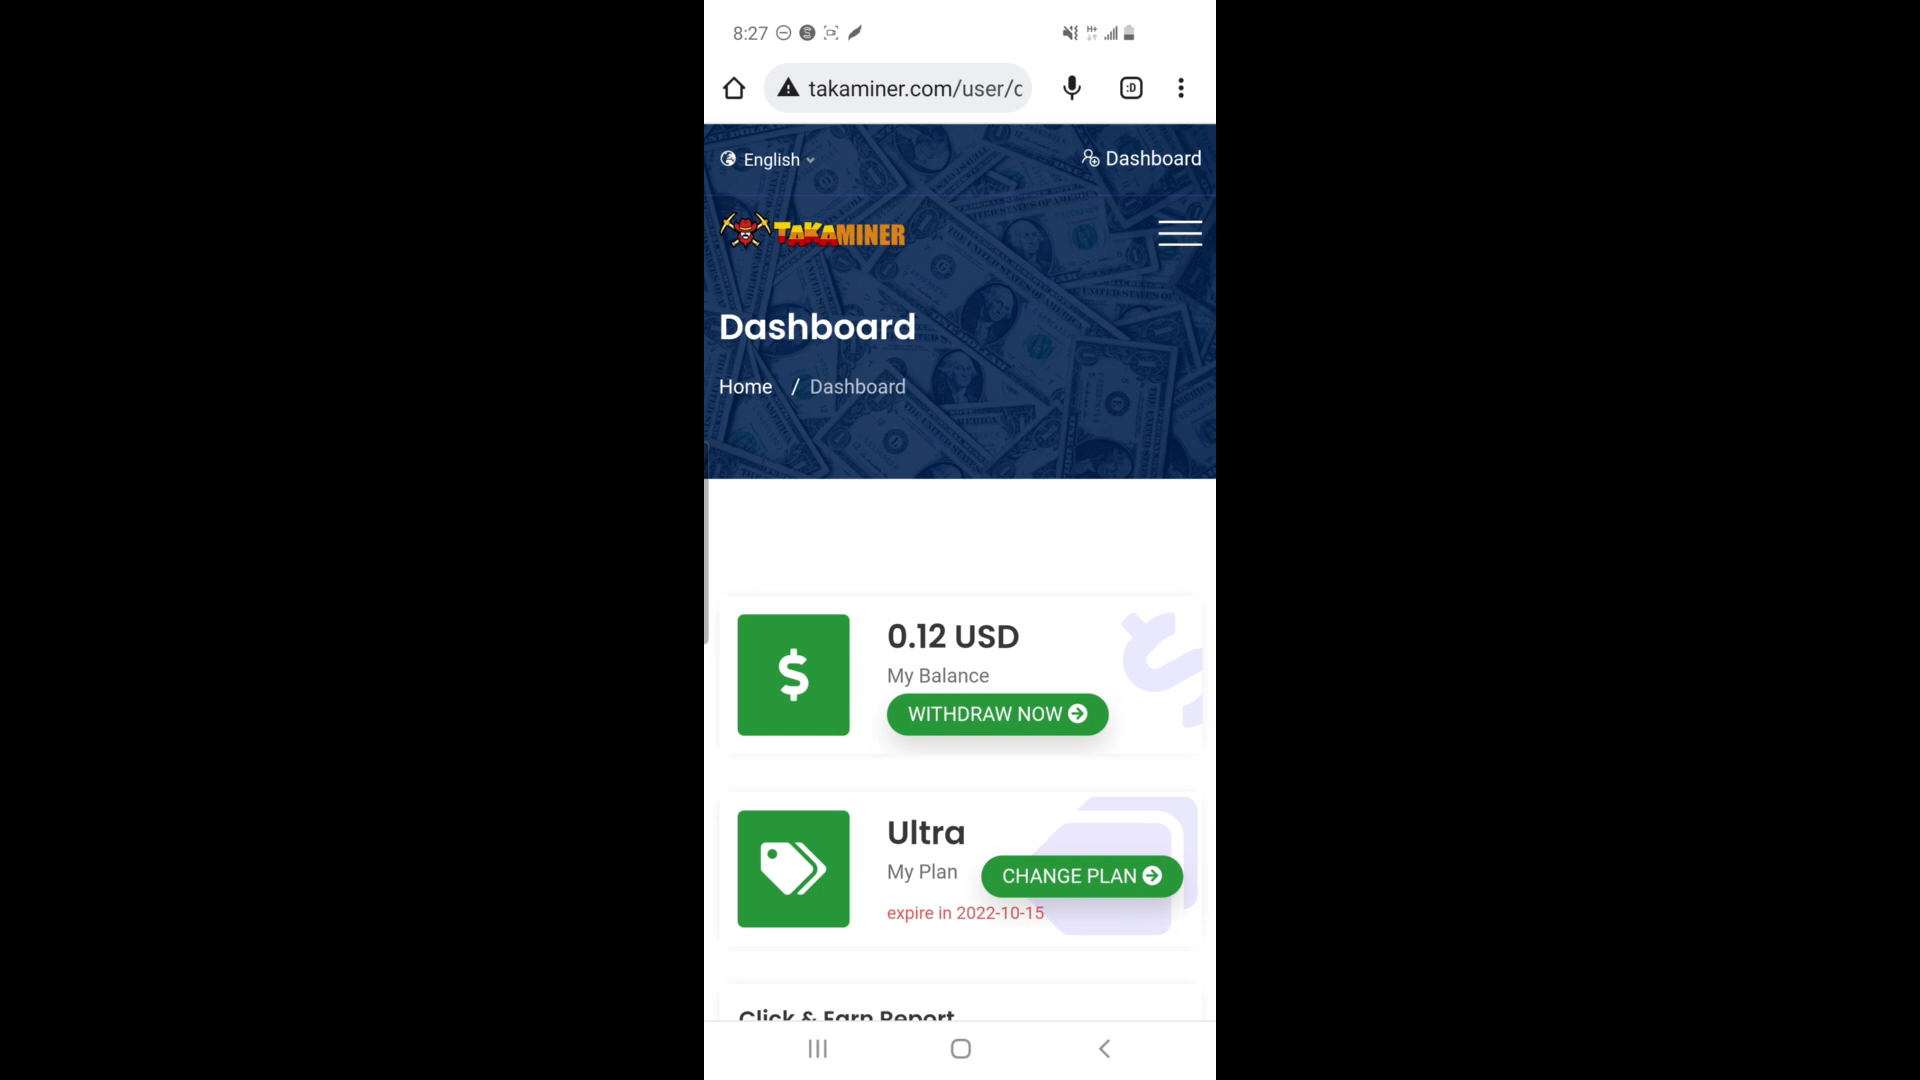 8:27
takaminer.com/user/c
English
Dashboard
TAKAMINER
Dashboard
Home / Dashboard
0.12 USD
My Balance
WITHDRAW NOW
Ultra
My Plan
CHANGE PLAN
expire in 2022-10-15
Click & Earn Report